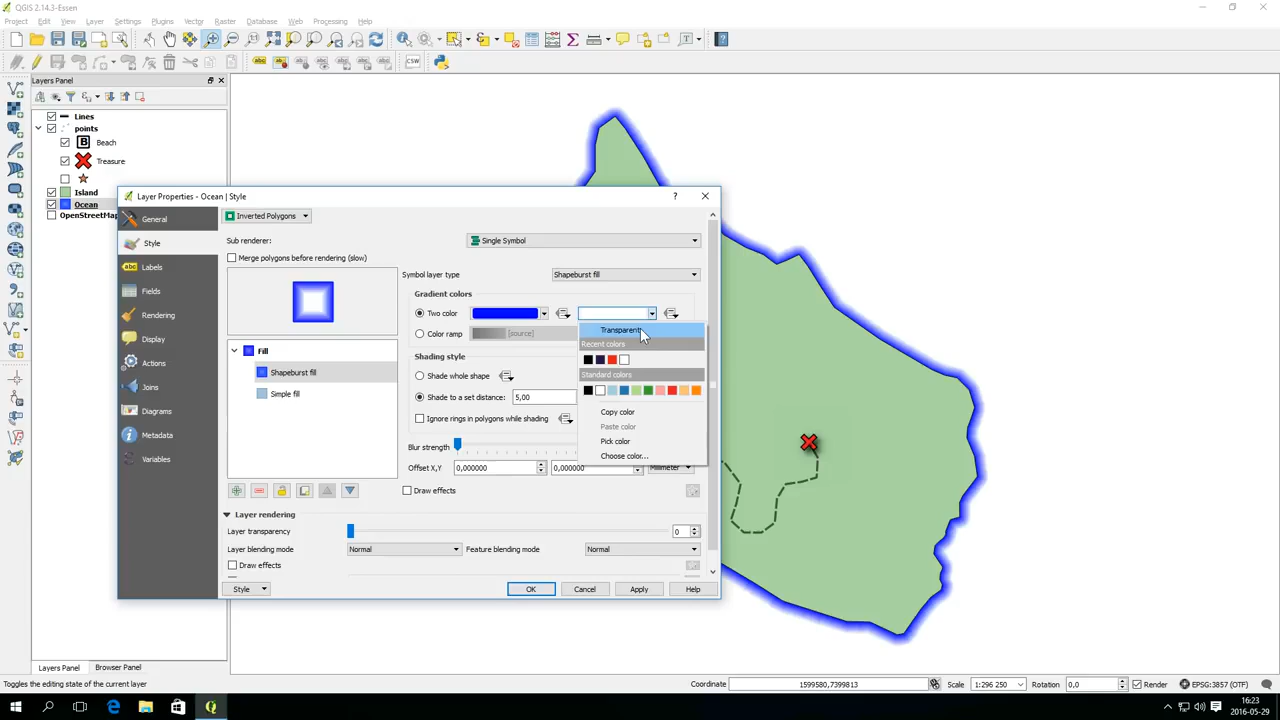 QGIS 2.14.3-Essen
Project Edit View Layer Settings Plugins Vector Raster Database Web Processing Help
CSW
Layers Panel
Lines
points
B Beach
Treasure
Island
Ocean
OpenStreetMap
Layer Properties - Ocean | Style
?
General
Style
Labels
Fields
Rendering
Display
Actions
Joins
Diagrams
Metadata
Variables
Inverted Polygons
Sub renderer:
Single Symbol
Merge polygons before rendering (slow)
Symbol layer type
Shapeburst fill
Gradient colors
Two color
Color ramp
[source]
Transparent
Recent colors
Standard colors
Copy color
Paste color
Pick color
Choose color...
Fill
Shapeburst fill
Simple fill
Shading style
Shade whole shape
Shade to a set distance: 5,00
Ignore rings in polygons while shading
Blur strength
Offset X,Y 0,000000 0,000000 Millimeter
Draw effects
Layer rendering
Layer transparency 0
Layer blending mode Normal Feature blending mode Normal
Draw effects
Style OK Cancel Apply Help
Layers Panel Browser Panel
Toggles the editing state of the current layer
Coordinate 1599580,7399813 Scale 1:296 250 Rotation 0,0 Render EPSG:3857 (OTF)
16:23
2016-05-29